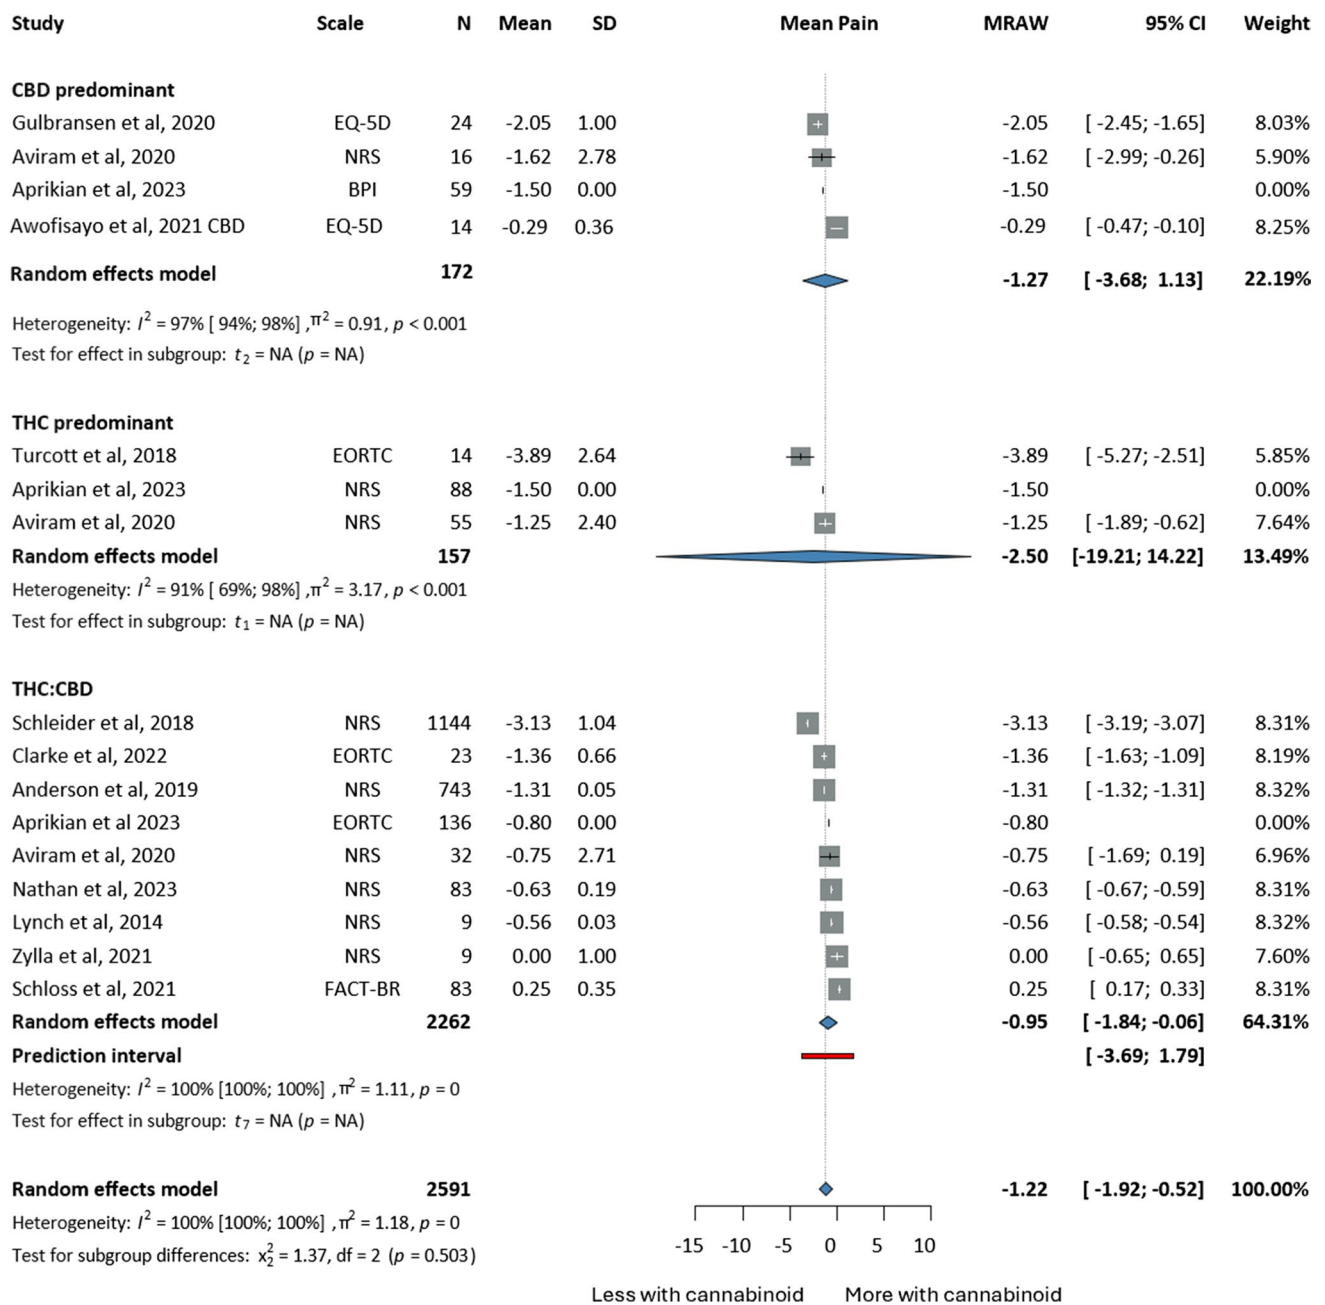 Study Scale N Mean SD Mean Pain MRAW 95% CI Weight
CBD predominant
Gulbransen et al, 2020 EQ-5D 24 -2.05 1.00 -2.05 [ -2.45; -1.65] 8.03%
Aviram et al, 2020 NRS 16 -1.62 2.78 -1.62 [ -2.99; -0.26] 5.90%
Aprikian et al, 2023 BPI 59 -1.50 0.00 -1.50 0.00%
Awofisayo et al, 2021 CBD EQ-5D 14 -0.29 0.36 -0.29 [ -0.47; -0.10] 8.25%
Random effects model 172 -1.27 [ -3.68; 1.13] 22.19%
Heterogeneity: I² = 97% [ 94%; 98%] ,π² = 0.91, p < 0.001
Test for effect in subgroup: t₂ = NA (p = NA)
THC predominant
Turcott et al, 2018 EORTC 14 -3.89 2.64 -3.89 [ -5.27; -2.51] 5.85%
Aprikian et al, 2023 NRS 88 -1.50 0.00 -1.50 0.00%
Aviram et al, 2020 NRS 55 -1.25 2.40 -1.25 [ -1.89; -0.62] 7.64%
Random effects model 157 -2.50 [-19.21; 14.22] 13.49%
Heterogeneity: I² = 91% [ 69%; 98%] ,π² = 3.17, p < 0.001
Test for effect in subgroup: t₁ = NA (p = NA)
THC:CBD
Schleider et al, 2018 NRS 1144 -3.13 1.04 -3.13 [ -3.19; -3.07] 8.31%
Clarke et al, 2022 EORTC 23 -1.36 0.66 -1.36 [ -1.63; -1.09] 8.19%
Anderson et al, 2019 NRS 743 -1.31 0.05 -1.31 [ -1.32; -1.31] 8.32%
Aprikian et al 2023 EORTC 136 -0.80 0.00 -0.80 0.00%
Aviram et al, 2020 NRS 32 -0.75 2.71 -0.75 [ -1.69; 0.19] 6.96%
Nathan et al, 2023 NRS 83 -0.63 0.19 -0.63 [ -0.67; -0.59] 8.31%
Lynch et al, 2014 NRS 9 -0.56 0.03 -0.56 [ -0.58; -0.54] 8.32%
Zylla et al, 2021 NRS 9 0.00 1.00 0.00 [ -0.65; 0.65] 7.60%
Schloss et al, 2021 FACT-BR 83 0.25 0.35 0.25 [ 0.17; 0.33] 8.31%
Random effects model 2262 -0.95 [ -1.84; -0.06] 64.31%
Prediction interval [ -3.69; 1.79]
Heterogeneity: I² = 100% [100%; 100%] ,π² = 1.11, p = 0
Test for effect in subgroup: t₇ = NA (p = NA)
Random effects model 2591 -1.22 [ -1.92; -0.52] 100.00%
Heterogeneity: I² = 100% [100%; 100%] ,π² = 1.18, p = 0
Test for subgroup differences: x₂² = 1.37, df = 2 (p = 0.503)
-15 -10 -5 0 5 10
Less with cannabinoid More with cannabinoid